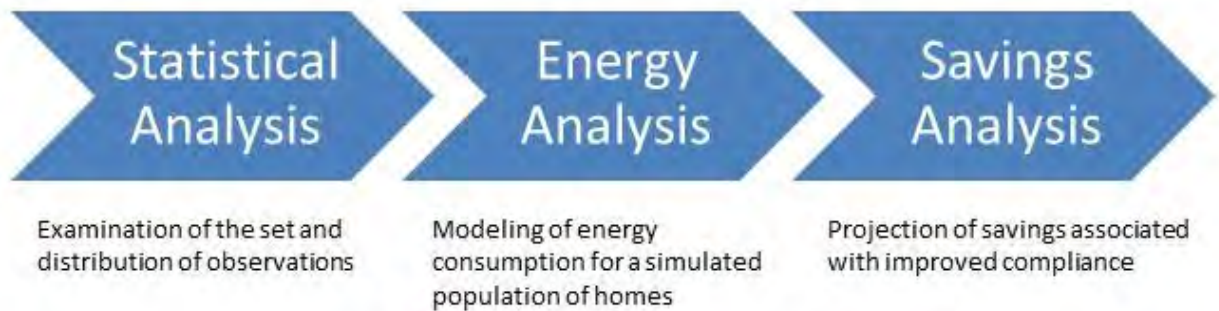 Statistical
Analysis
Energy
Analysis
Savings
Analysis
Examination of the set and
distribution of observations
Modeling of energy
consumption for a simulated
population of homes
Projection of savings associated
with improved compliance